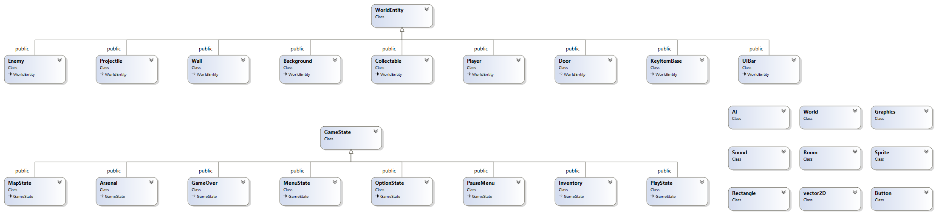 WorldEntity
Class
public public public public public public public public public
Enemy
Class
WorldEntity
Projectile
Class
WorldEntity
Wall
Class
WorldEntity
Background
Class
WorldEntity
Collectable
Class
WorldEntity
Player
Class
WorldEntity
Door
Class
WorldEntity
KeyItemBase
Class
WorldEntity
UIBar
Class
WorldEntity
AI
Class
World
Class
Graphics
Class
GameState
Class
Sound
Class
Room
Class
Sprite
Class
public public public public public public public public
MapState
Class
GameState
Arsenal
Class
GameState
GameOver
Class
GameState
MenuState
Class
GameState
OptionState
Class
GameState
PauseMenu
Class
GameState
Inventory
Class
GameState
PlayState
Class
GameState
Rectangle
Class
vector2D
Class
Button
Class